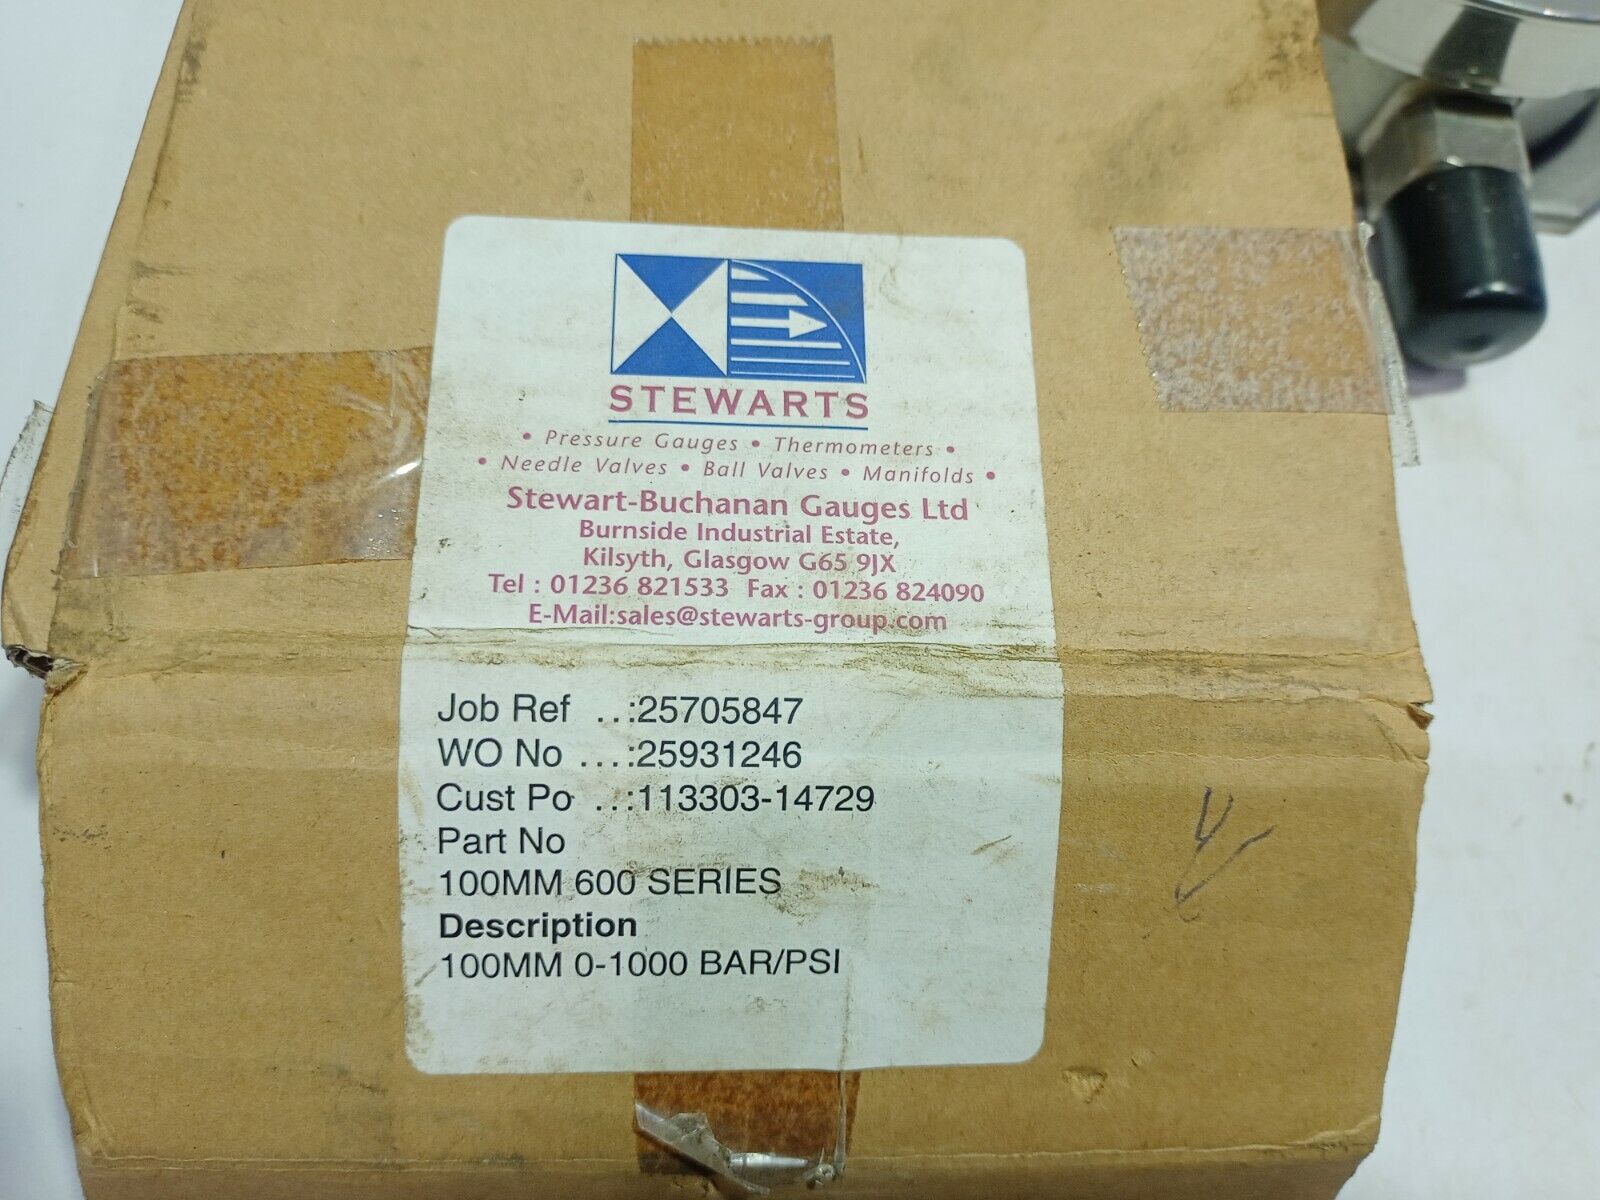 STEWARTS
• Pressure Gauges • Thermometers •
• Needle Valves • Ball Valves • Manifolds •
Stewart-Buchanan Gauges Ltd
Burnside Industrial Estate,
Kilsyth, Glasgow G65 9JX
Tel : 01236 821533 Fax : 01236 824090
E-Mail:sales@stewarts-group.com
Job Ref ..:25705847
WO No ...:25931246
Cust Po ..:113303-14729
Part No
100MM 600 SERIES
Description
100MM 0-1000 BAR/PSI